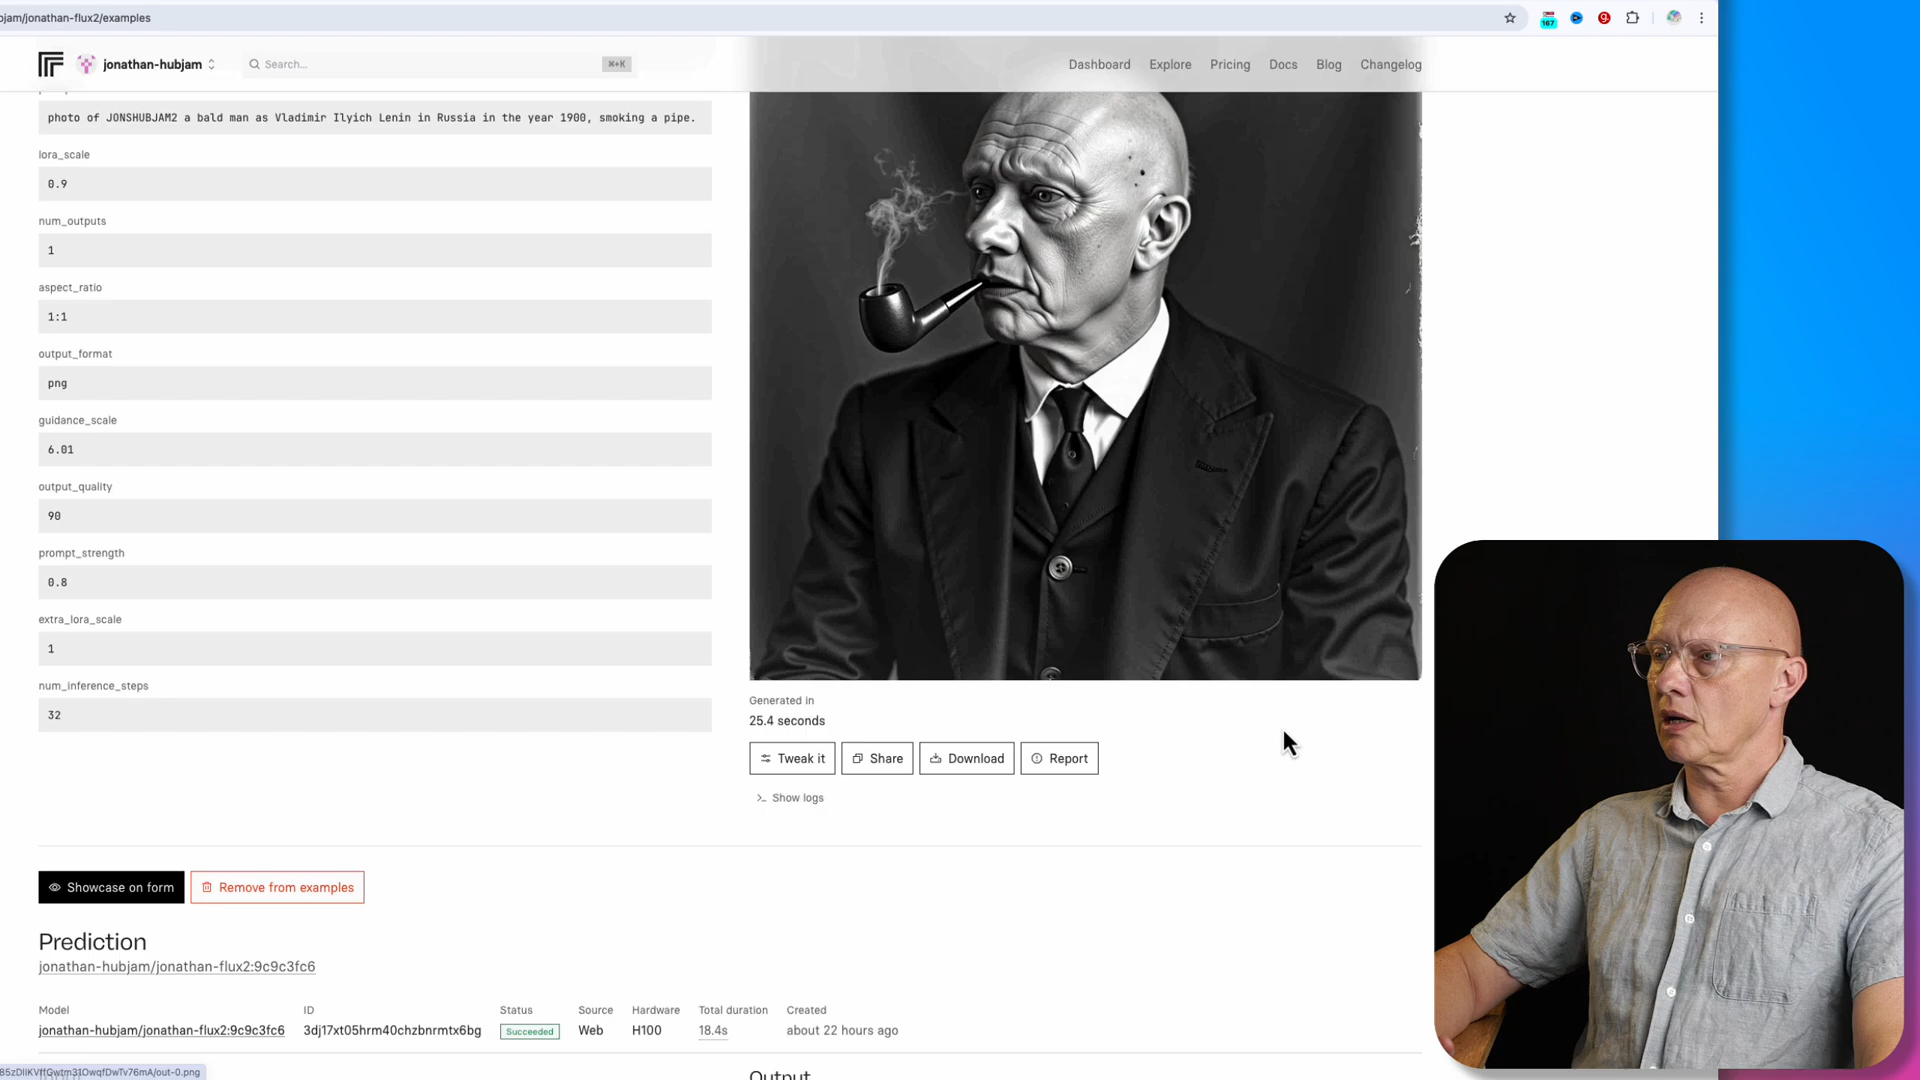 jam/jonathan-flux2/examples
167
jonathan-hubjam
Search...
⌘+K
Dashboard
Explore
Pricing
Docs
Blog
Changelog
photo of JONSHUBJAM2 a bald man as Vladimir Ilyich Lenin in Russia in the year 1900, smoking a pipe.
lora_scale
0.9
num_outputs
1
aspect_ratio
1:1
output_format
png
guidance_scale
6.01
output_quality
90
prompt_strength
0.8
extra_lora_scale
1
num_inference_steps
32
Generated in
25.4 seconds
Tweak it
Share
Download
Report
Show logs
Showcase on form
Remove from examples
Prediction
jonathan-hubjam/jonathan-flux2:9c9c3fc6
Model
ID
Status
Source
Hardware
Total duration
Created
jonathan-hubjam/jonathan-flux2:9c9c3fc6
3dj17xt05hrm40chzbnrmtx6bg
Succeeded
Web
H100
18.4s
about 22 hours ago
Output